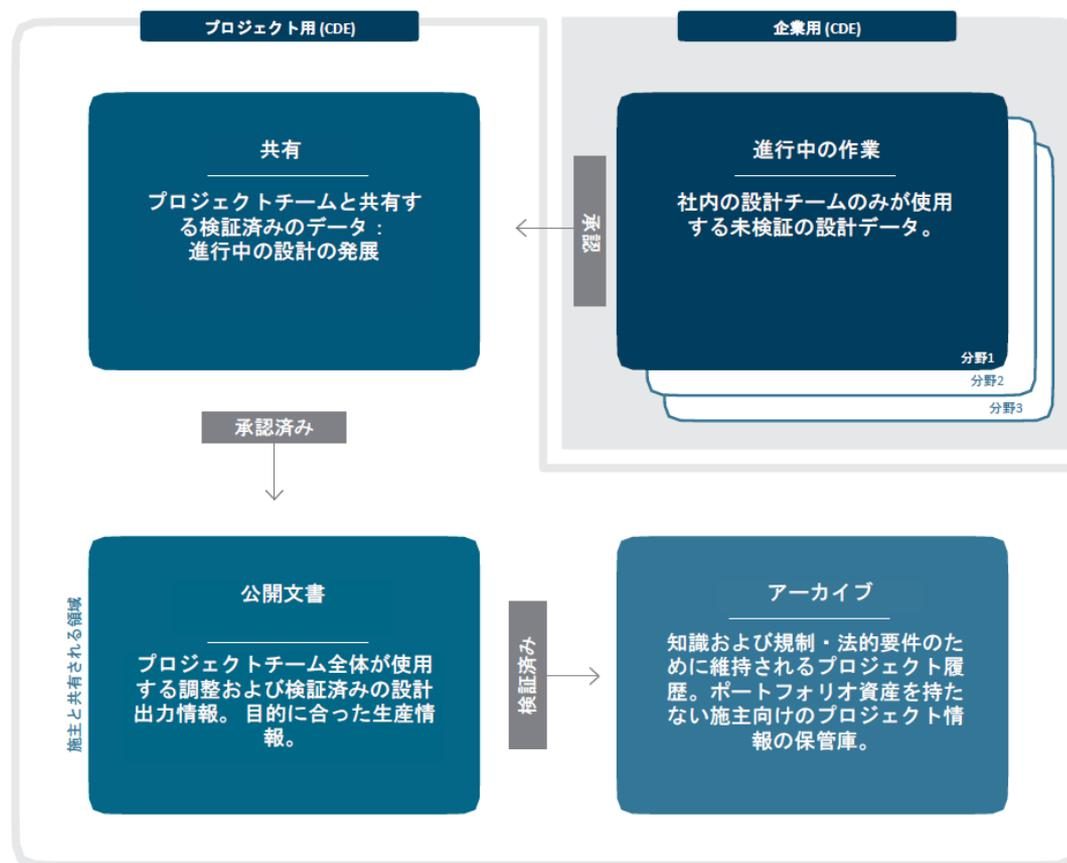 プロジェクト用 (CDE)
企業用 (CDE)
共有
プロジェクトチームと共有す
る検証済みのデータ：
進行中の設計の発展
承認
進行中の作業
社内の設計チームのみが使用
する未検証の設計データ。
分野1
分野2
分野3
承認済み
施主と共有される領域
公開文書
プロジェクトチーム全体が使用
する調整および検証済みの設計
出力情報。 目的に合った生産情
報。
検証済み
アーカイブ
知識および規制・法的要件のた
めに維持されるプロジェクト履
歴。ポートフォリオ資産を持た
ない施主向けのプロジェクト情
報の保管庫。